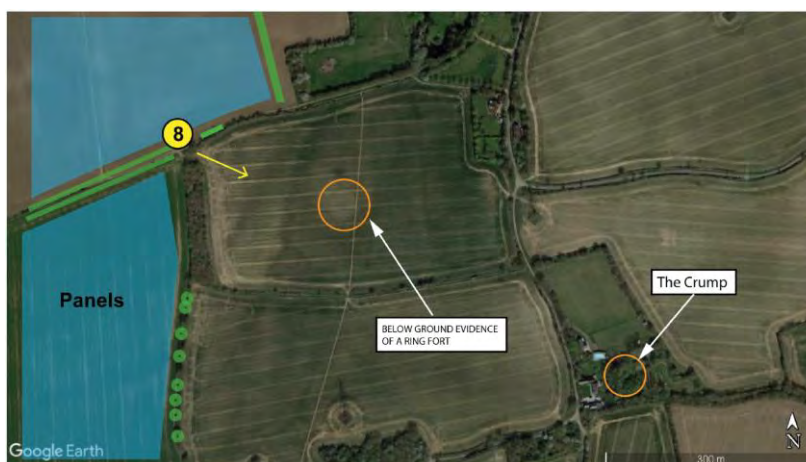 8
Panels
BELOW GROUND EVIDENCE
OF A RING FORT
The Crump
Google Earth
N
300 m